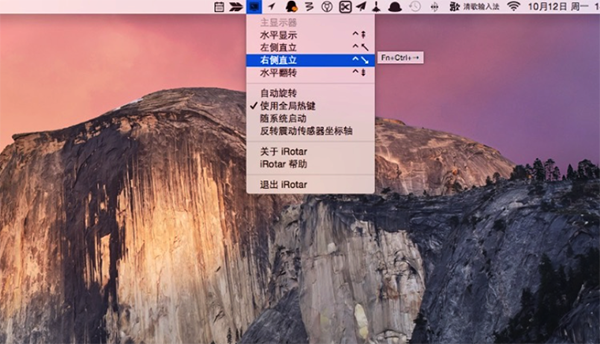 清歌输入法 10月12日 周一 1
主显示器
水平显示 ^⇞
左侧直立 ^↖
右侧直立 ^↘
Fn+Ctrl+→
水平翻转 ^⇟
自动旋转
✓ 使用全局热键
随系统启动
反转震动传感器坐标轴
关于 iRotar
iRotar 帮助
退出 iRotar